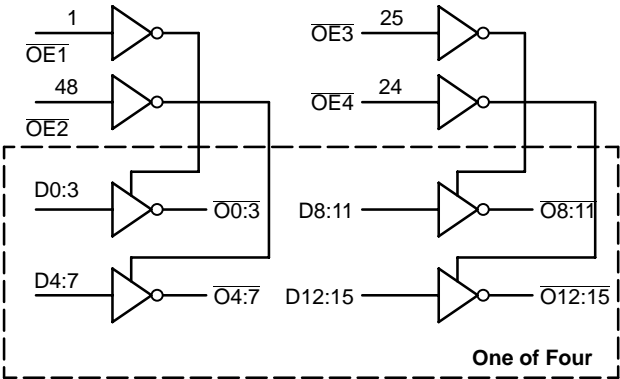 1
OE1
48
OE2
25
OE3
24
OE4
D0:3
O0:3
D4:7
O4:7
D8:11
O8:11
D12:15
O12:15
One of Four